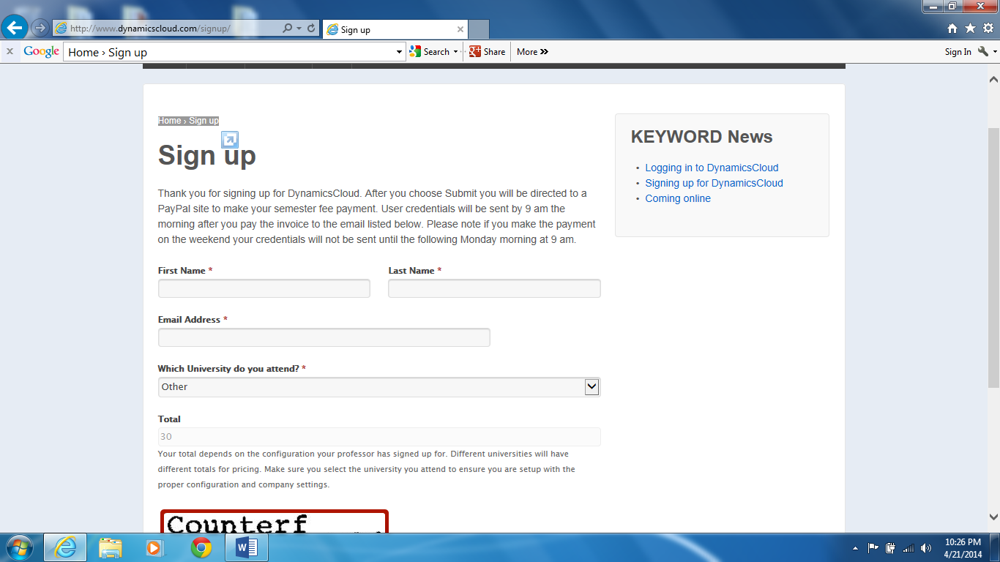 http://www.dynamicscloud.com/signup/
Sign up
x Google Home › Sign up Search Share More » Sign In
Home › Sign up
Sign up
Thank you for signing up for DynamicsCloud. After you choose Submit you will be directed to a
PayPal site to make your semester fee payment. User credentials will be sent by 9 am the
morning after you pay the invoice to the email listed below. Please note if you make the payment
on the weekend your credentials will not be sent until the following Monday morning at 9 am.
First Name * Last Name *
Email Address *
Which University do you attend? *
Other
Total
30
Your total depends on the configuration your professor has signed up for. Different universities will have
different totals for pricing. Make sure you select the university you attend to ensure you are setup with the
proper configuration and company settings.
Counterf
KEYWORD News
• Logging in to DynamicsCloud
• Signing up for DynamicsCloud
• Coming online
10:26 PM
4/21/2014